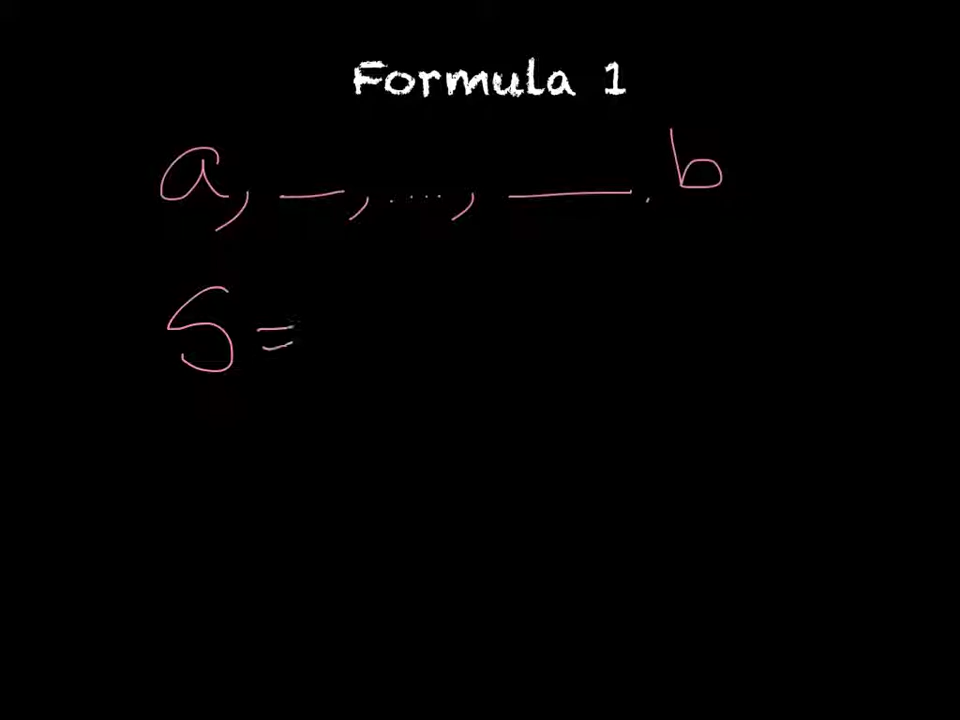 Formula 1
a, __, ...., ___. b
S =